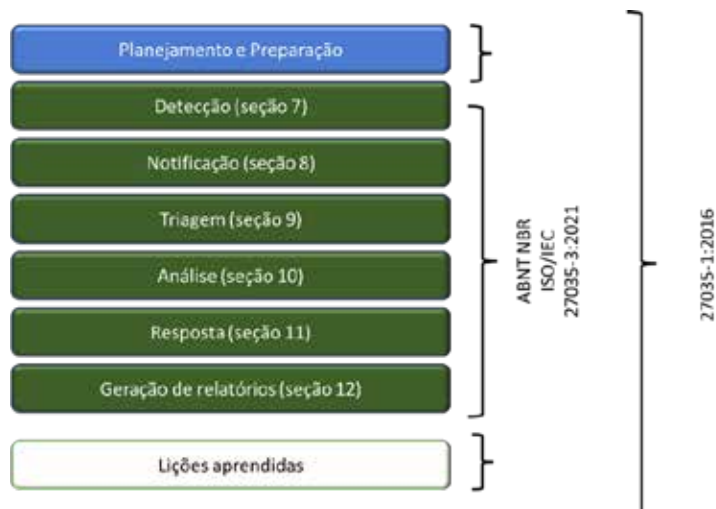 Planejamento e Preparação
Detecção (seção 7)
Notificação (seção 8)
Triagem (seção 9)
Análise (seção 10)
Resposta (seção 11)
Geração de relatórios (seção 12)
Lições aprendidas
ABNT NBR
ISO/IEC
27035-3:2021
27035-1:2016